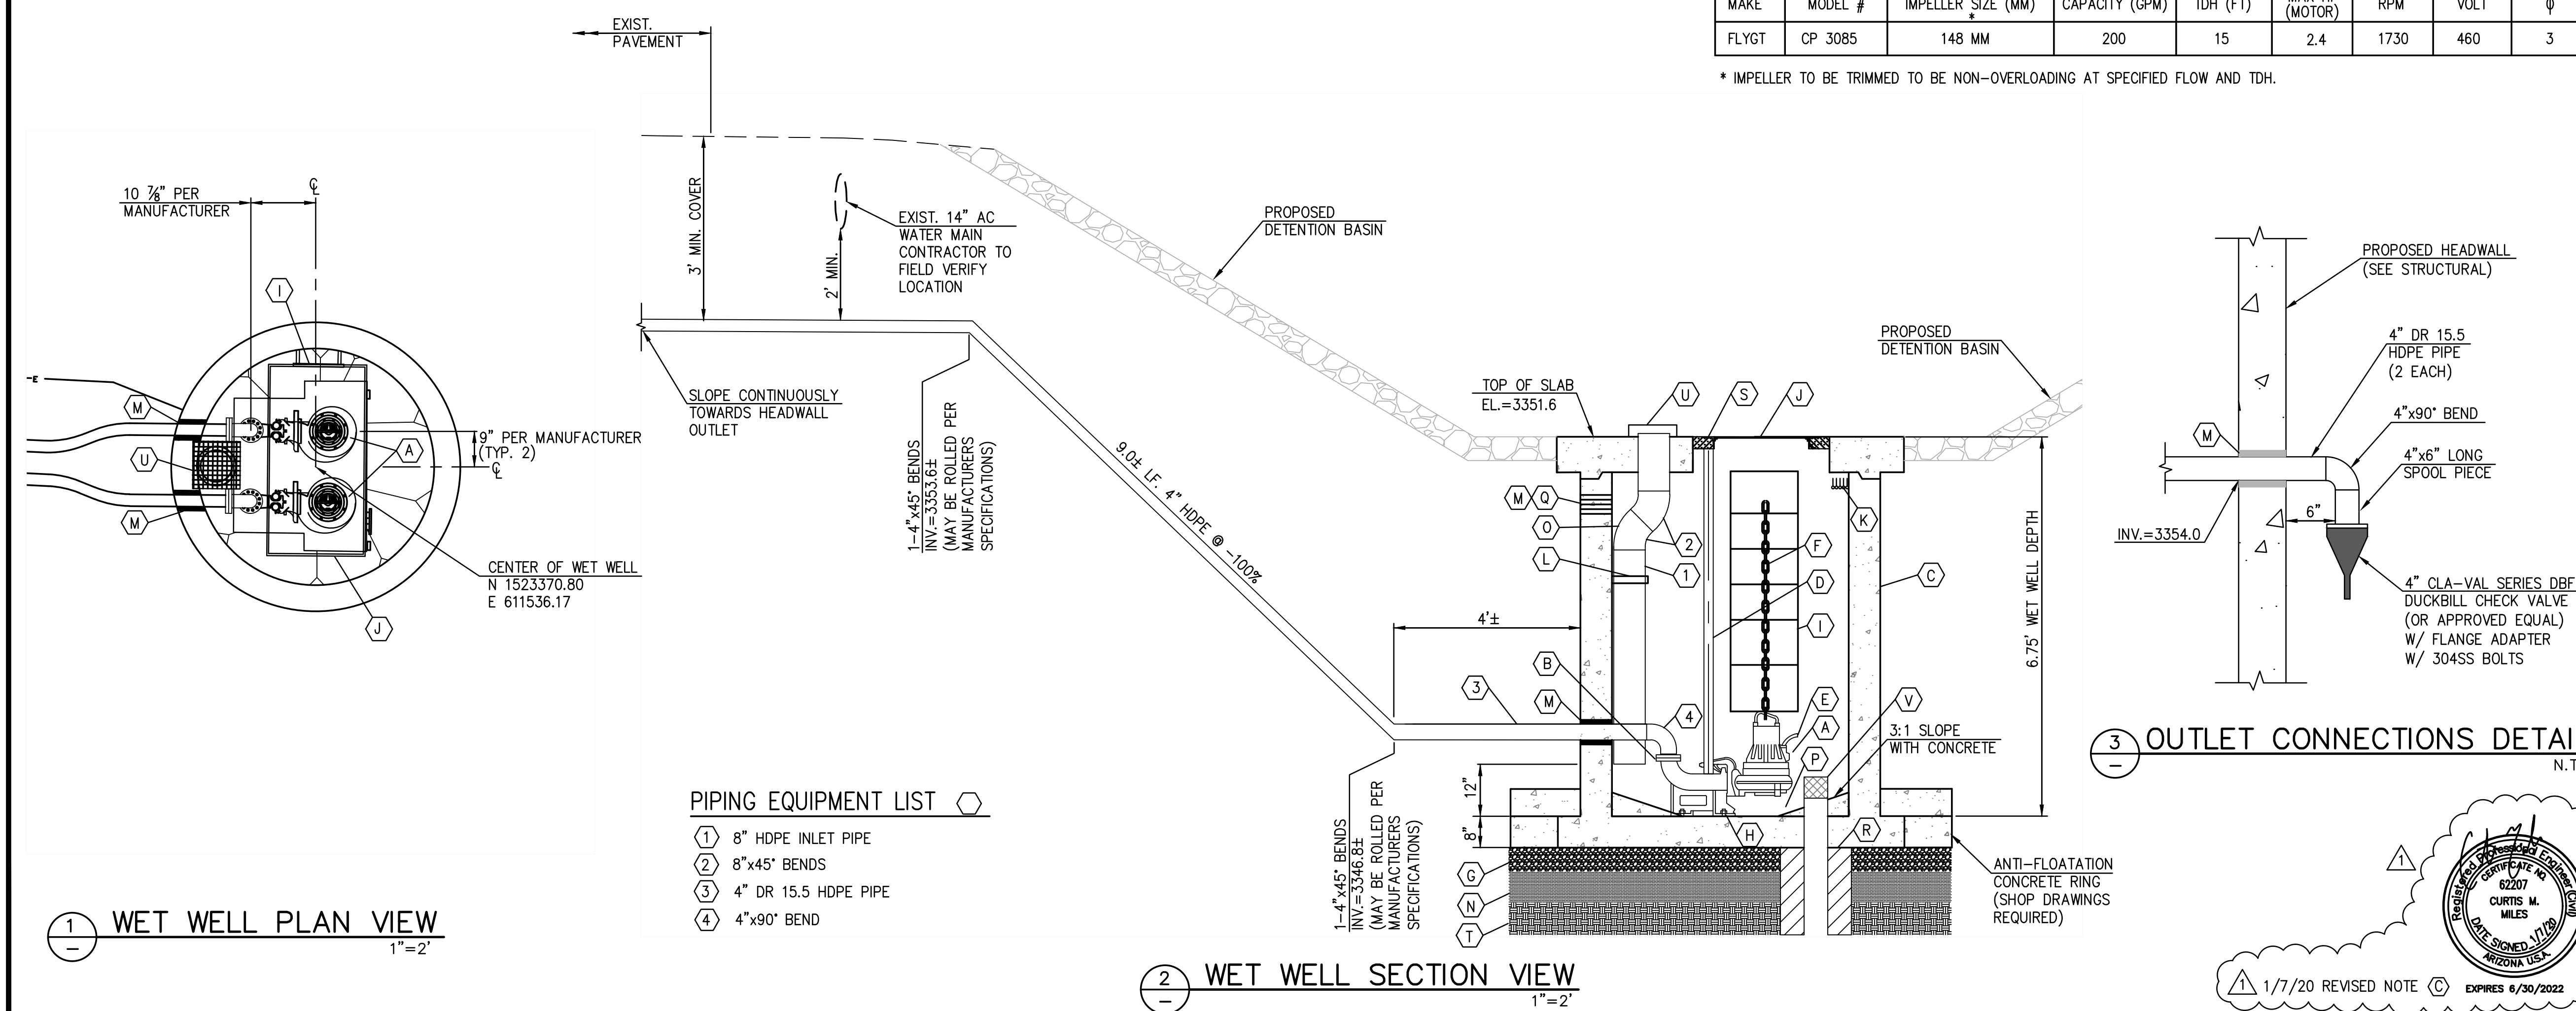 MAKE MODEL # IMPELLER SIZE (MM) * CAPACITY (GPM) TDH (FT) (MOTOR) RPM VOLT φ
FLYGT CP 3085 148 MM 200 15 2.4 1730 460 3
* IMPELLER TO BE TRIMMED TO BE NON-OVERLOADING AT SPECIFIED FLOW AND TDH.
10 ⅞" PER
MANUFACTURER
℄
I
E
M
U
M
A
9" PER MANUFACTURER
(TYP. 2)
℄
CENTER OF WET WELL
N 1523370.80
E 611536.17
J
1
-
WET WELL PLAN VIEW
1"=2'
EXIST.
PAVEMENT
3' MIN. COVER
2' MIN.
EXIST. 14" AC
WATER MAIN
CONTRACTOR TO
FIELD VERIFY
LOCATION
PROPOSED
DETENTION BASIN
SLOPE CONTINUOUSLY
TOWARDS HEADWALL
OUTLET
1-4"x45° BENDS
INV.=3353.6±
(MAY BE ROLLED PER
MANUFACTURERS
SPECIFICATIONS)
9.0± LF. 4" HDPE @ -100%
4'±
1-4"x45° BENDS
INV.=3346.8±
(MAY BE ROLLED PER
MANUFACTURERS
SPECIFICATIONS)
TOP OF SLAB
EL.=3351.6
U
S
J
PROPOSED
DETENTION BASIN
M Q
O
L
2
1
K
F
D
C
I
B
3
M
4
E
V
A
P
3:1 SLOPE
WITH CONCRETE
6.75' WET WELL DEPTH
12"
8"
H
R
G
N
T
ANTI-FLOATATION
CONCRETE RING
(SHOP DRAWINGS
REQUIRED)
2
-
WET WELL SECTION VIEW
1"=2'
PIPING EQUIPMENT LIST
1 8" HDPE INLET PIPE
2 8"x45° BENDS
3 4" DR 15.5 HDPE PIPE
4 4"x90° BEND
PROPOSED HEADWALL
(SEE STRUCTURAL)
4" DR 15.5
HDPE PIPE
(2 EACH)
4"x90° BEND
4"x6" LONG
SPOOL PIECE
M
6"
INV.=3354.0
4" CLA-VAL SERIES DBF
DUCKBILL CHECK VALVE
(OR APPROVED EQUAL)
W/ FLANGE ADAPTER
W/ 304SS BOLTS
3
-
OUTLET CONNECTIONS DETAI
N.T
1
Registered Professional Engineer (Civil)
CERTIFICATE NO.
62207
CURTIS M.
MILES
DATE SIGNED 1/7/20
ARIZONA U.S.A.
1 1/7/20 REVISED NOTE C
EXPIRES 6/30/2022